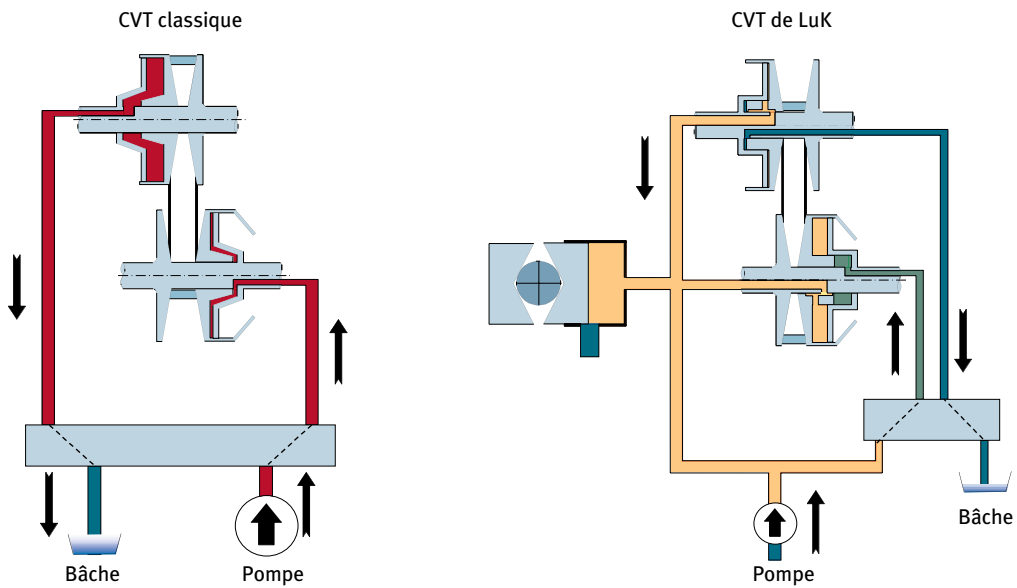 CVT classique
CVT de LuK
Bâche
Pompe
Pompe
Bâche